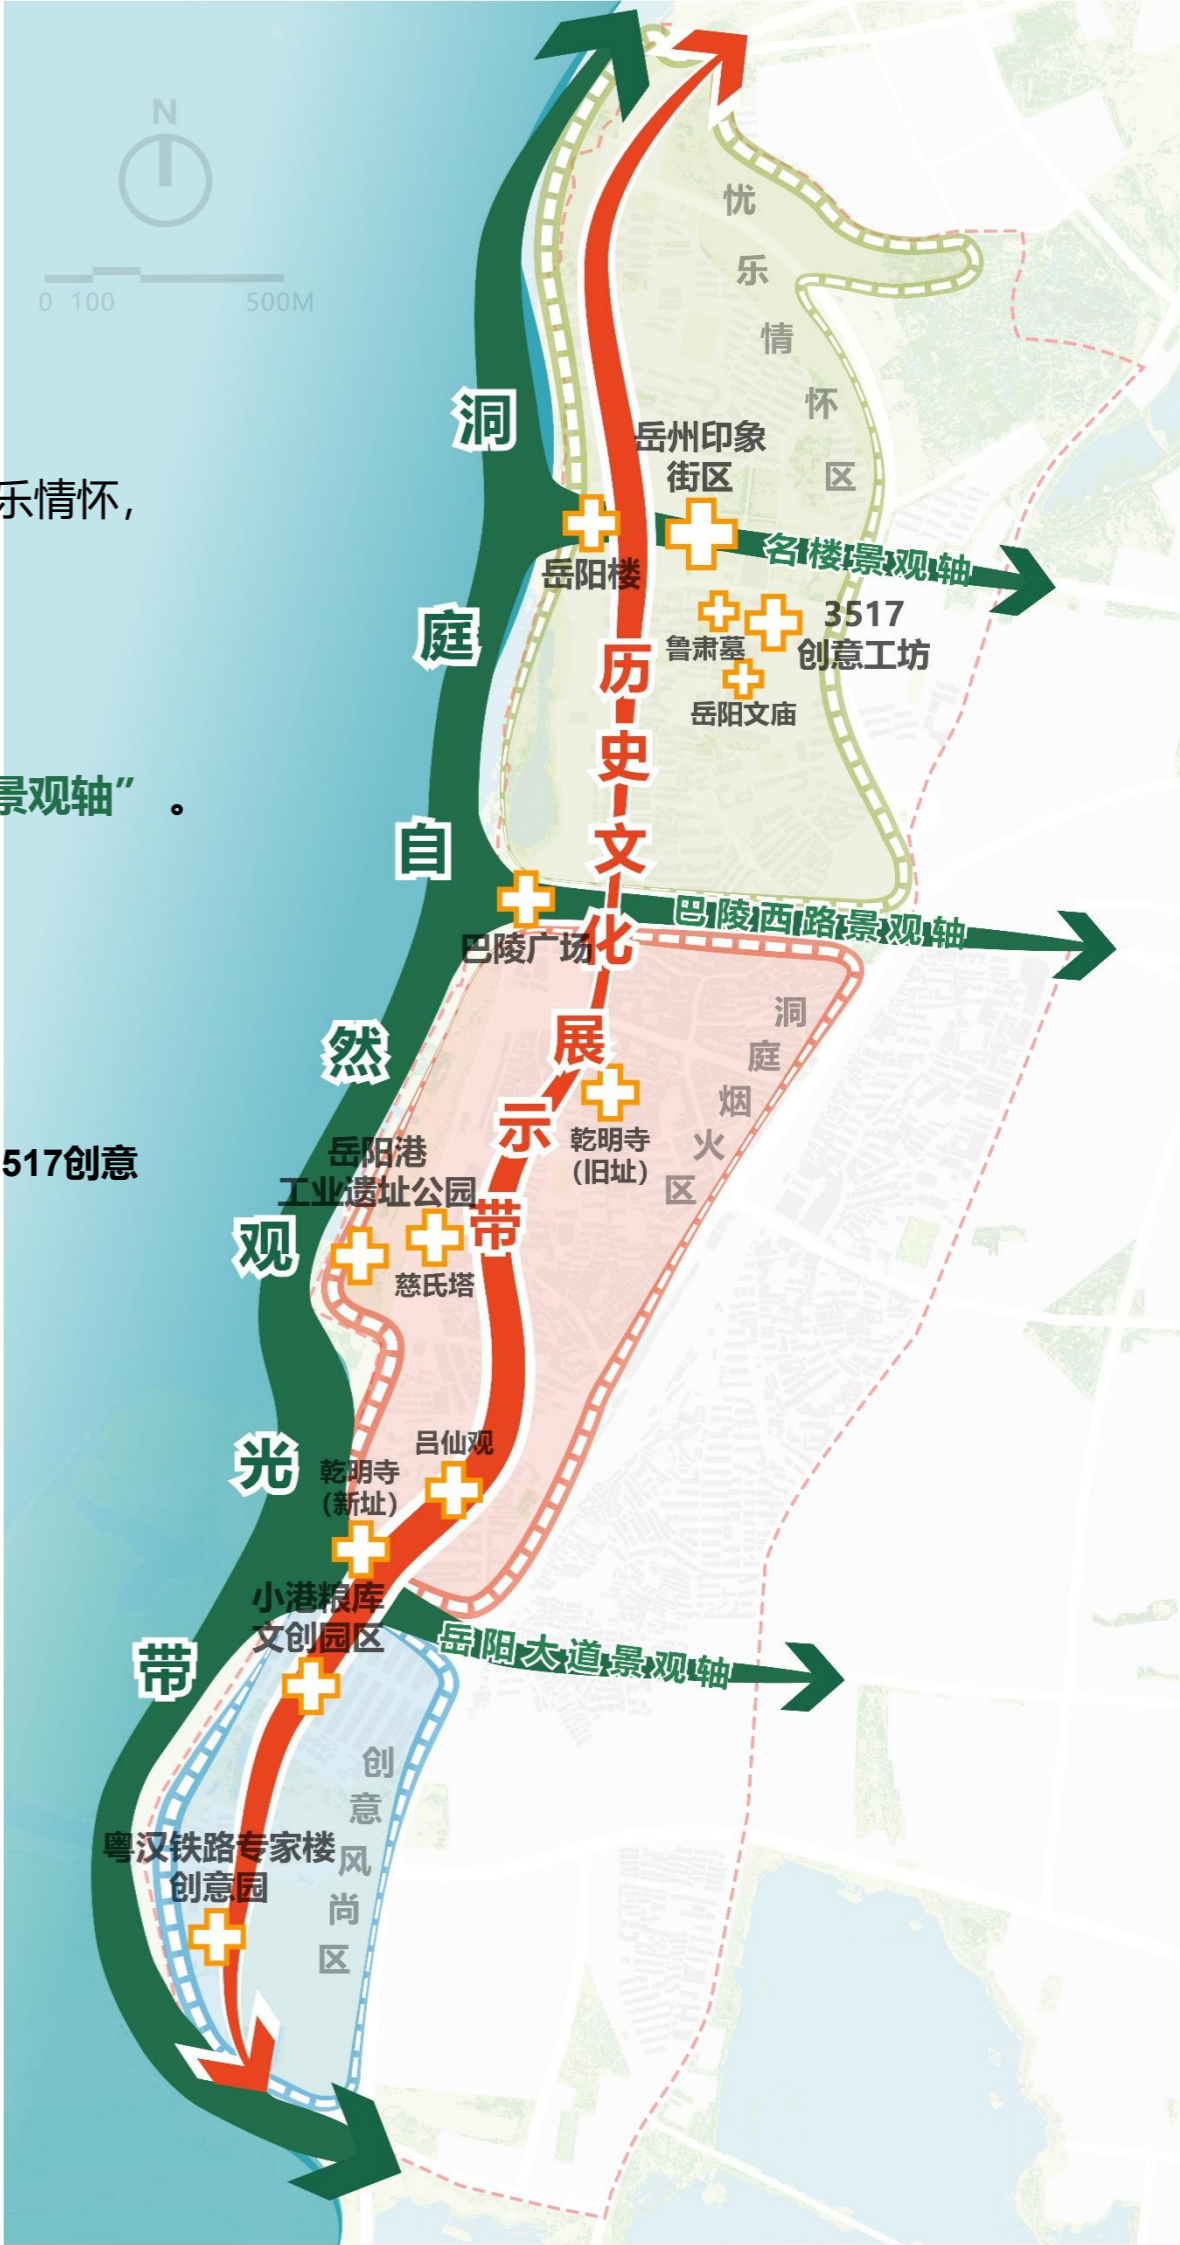 N
0 100 500M
忧乐情怀区
洞庭自然观光带
岳州印象
街区
乐情怀，
名楼景观轴
岳阳楼
3517
创意工坊
鲁肃墓
岳阳文庙
历史文化展示带
景观轴” 。
巴陵西路景观轴
巴陵广场
洞庭烟火区
乾明寺
（旧址）
517创意
岳阳港
工业遗址公园
慈氏塔
吕仙观
乾明寺
（新址）
小港粮库
文创园区
岳阳大道景观轴
创意风尚区
粤汉铁路专家楼
创意园